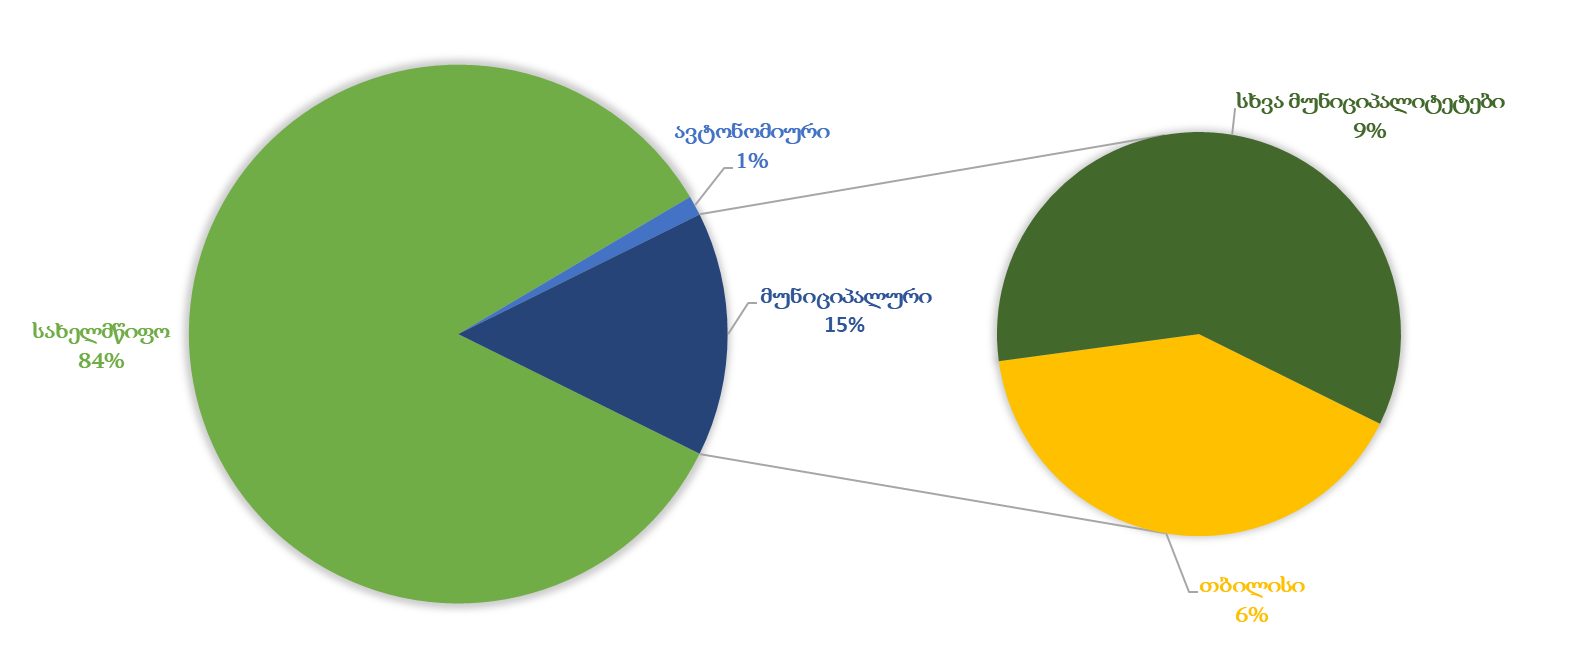 სახელმწიფო
84%
ავტონომიური
1%
მუნიციპალური
15%
სხვა მუნიციპალიტეტები
9%
თბილისი
6%